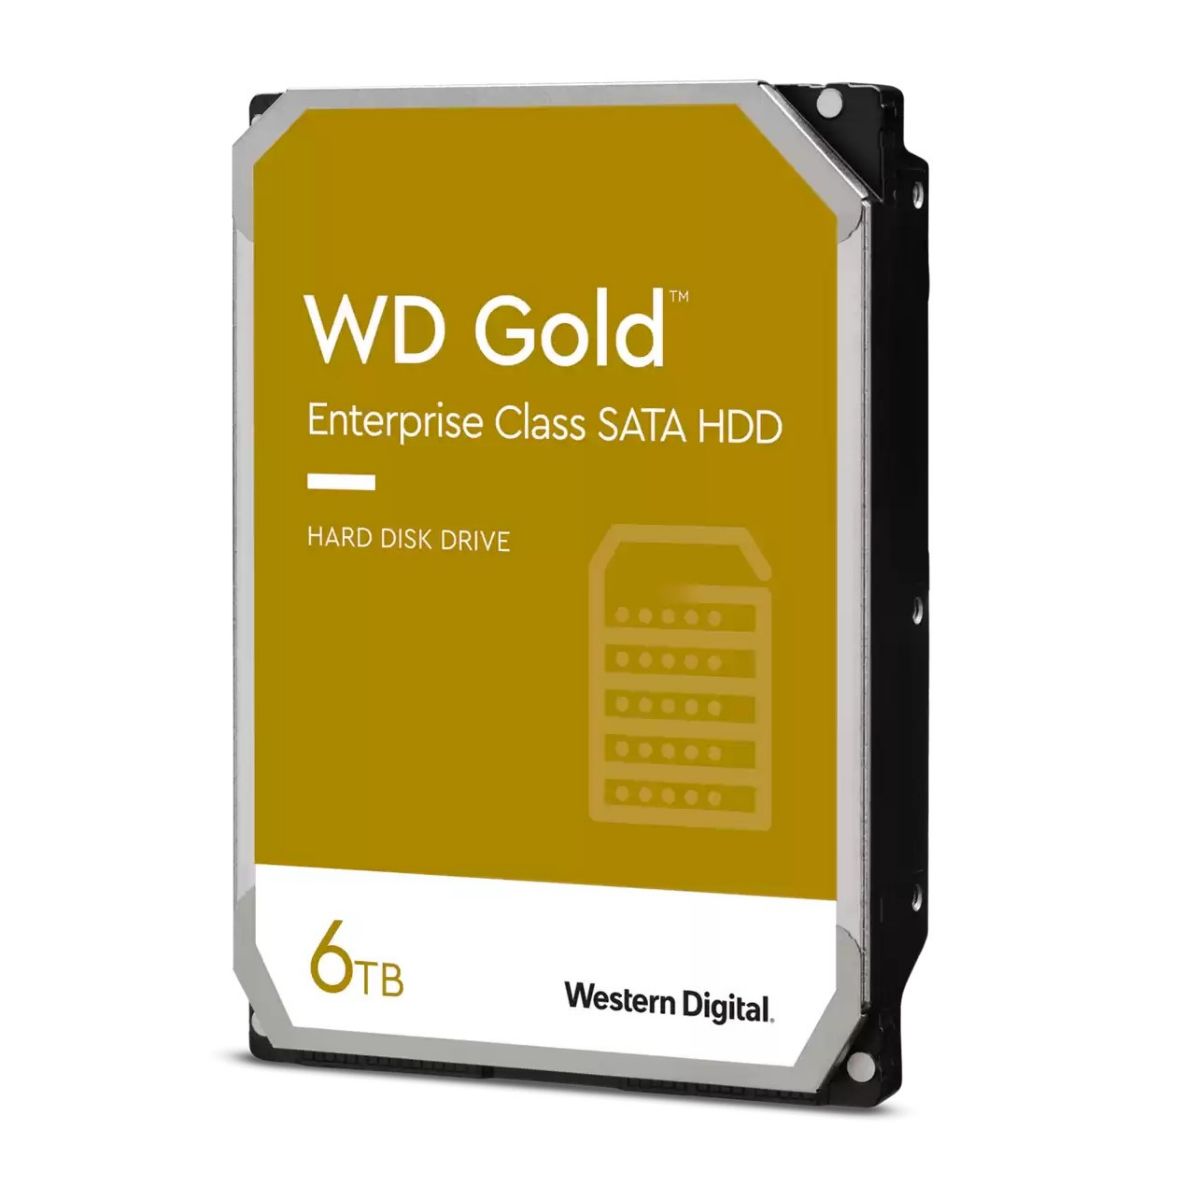 WD Gold™
Enterprise Class SATA HDD
HARD DISK DRIVE
6TB
Western Digital.